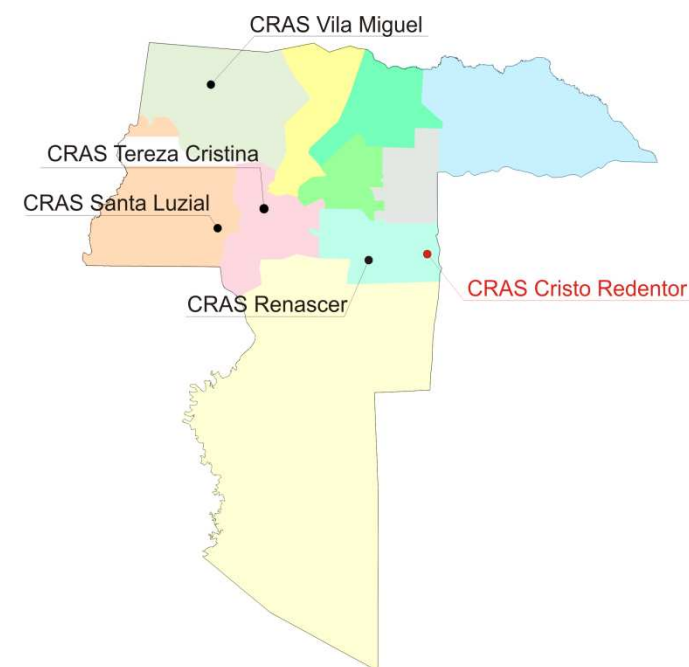 CRAS Vila Miguel
CRAS Tereza Cristina
CRAS Santa Luzial
CRAS Renascer
CRAS Cristo Redentor